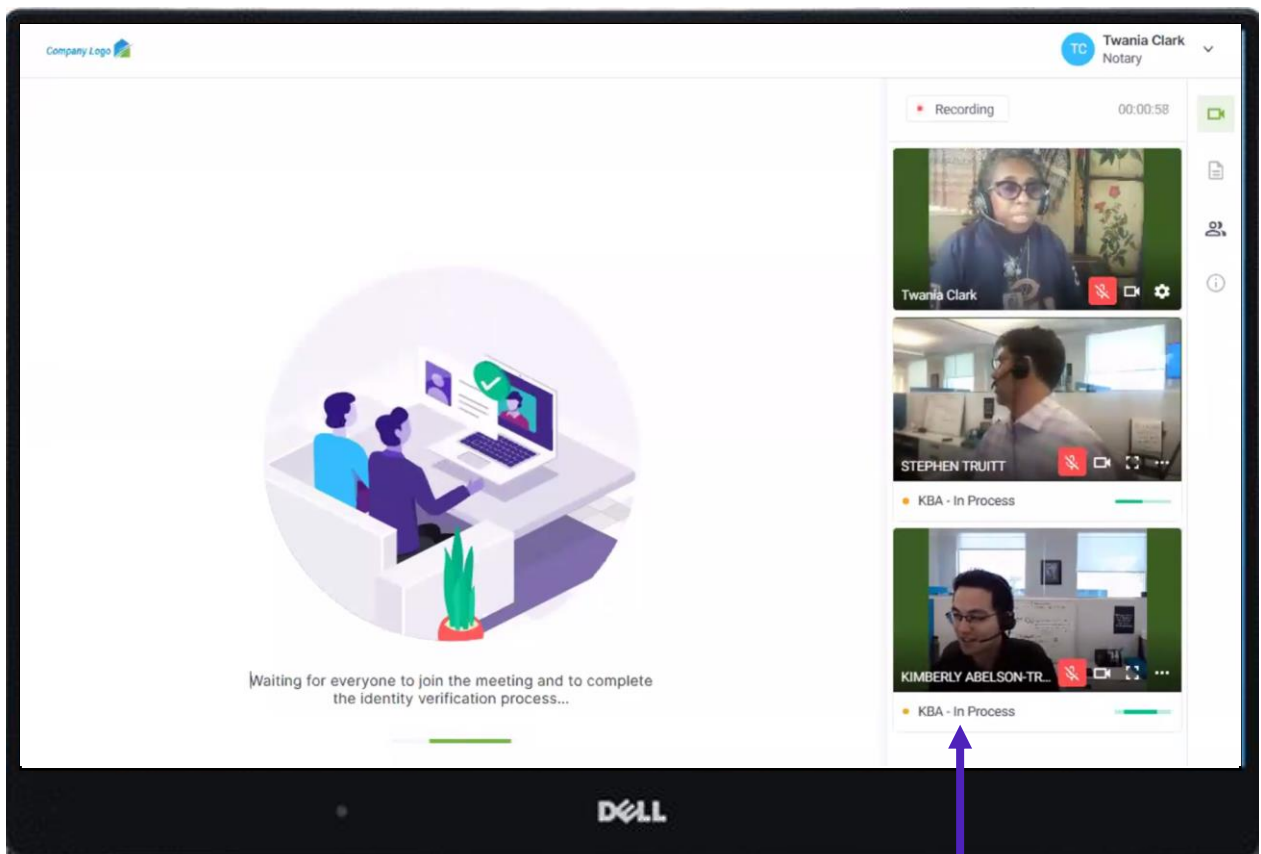 Company Logo
TC
Twania Clark
Notary
Recording
00:00:58
Twania Clark
STEPHEN TRUITT
KBA - In Process
KIMBERLY ABELSON-TR...
KBA - In Process
Waiting for everyone to join the meeting and to complete
the identity verification process...
DELL